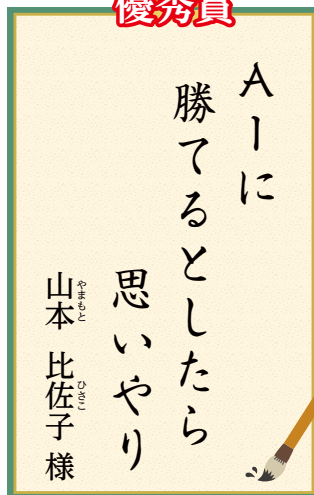 優秀賞
AIに
勝てるとしたら
思いやり
山本 比佐子 様
やまもと ひさこ